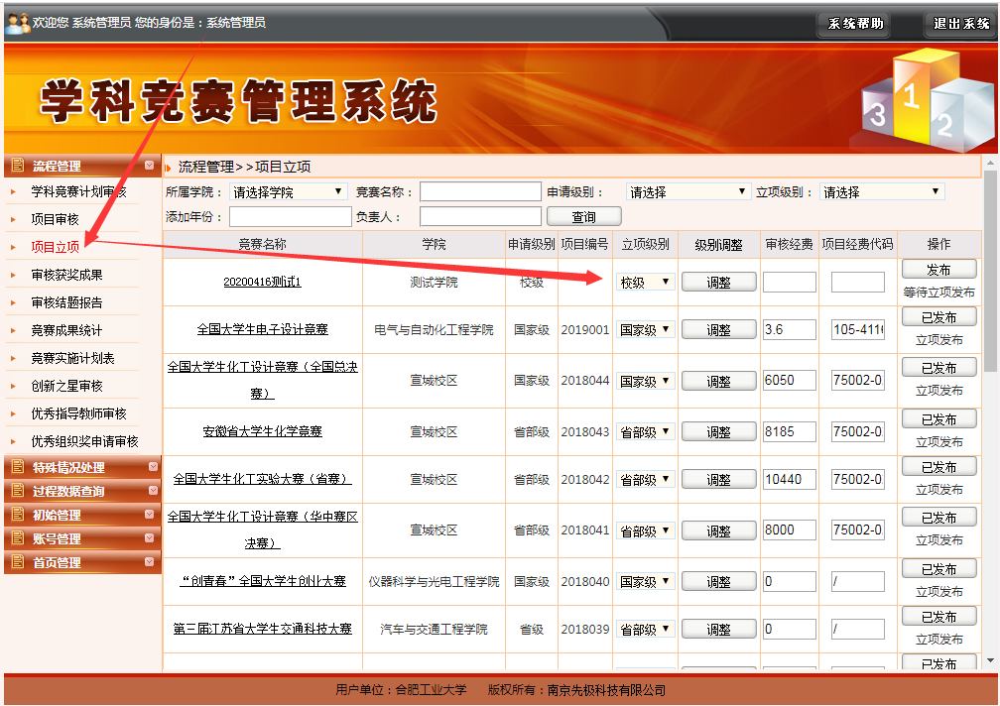 欢迎您 系统管理员 您的身份是：系统管理员
系统帮助 退出系统
学科竞赛管理系统
3 1 2
流程管理
学科竞赛计划审核
项目审核
项目立项
审核获奖成果
审核结题报告
竞赛成果统计
竞赛实施计划表
创新之星审核
优秀指导教师审核
优秀组织奖申请审核
特殊情况处理
过程数据查询
初始管理
账号管理
首页管理
流程管理>>项目立项
所属学院： 请选择学院 竞赛名称： 申请级别： 请选择 立项级别： 请选择
添加年份： 负责人： 查询
竞赛名称 学院 申请级别 项目编号 立项级别 级别调整 审核经费 项目经费代码 操作
20200416测试1 测试学院 校级 校级 调整 发布
等待立项发布
全国大学生电子设计竞赛 电气与自动化工程学院 国家级 2019001 国家级 调整 3.6 105-411 已发布
立项发布
全国大学生化工设计竞赛（全国总决赛） 宣城校区 国家级 2018044 国家级 调整 6050 75002-0 已发布
立项发布
安徽省大学生化学竞赛 宣城校区 省部级 2018043 省部级 调整 8185 75002-0 已发布
立项发布
全国大学生化工实验大赛（省赛） 宣城校区 省部级 2018042 省部级 调整 10440 75002-0 已发布
立项发布
全国大学生化工设计竞赛（华中赛区决赛） 宣城校区 省部级 2018041 省部级 调整 8000 75002-0 已发布
立项发布
“创青春”全国大学生创业大赛 仪器科学与光电工程学院 国家级 2018040 国家级 调整 0 / 已发布
立项发布
第三届江苏省大学生交通科技大赛 汽车与交通工程学院 省级 2018039 省部级 调整 0 / 已发布
立项发布
已发布
用户单位：合肥工业大学 版权所有：南京先极科技有限公司